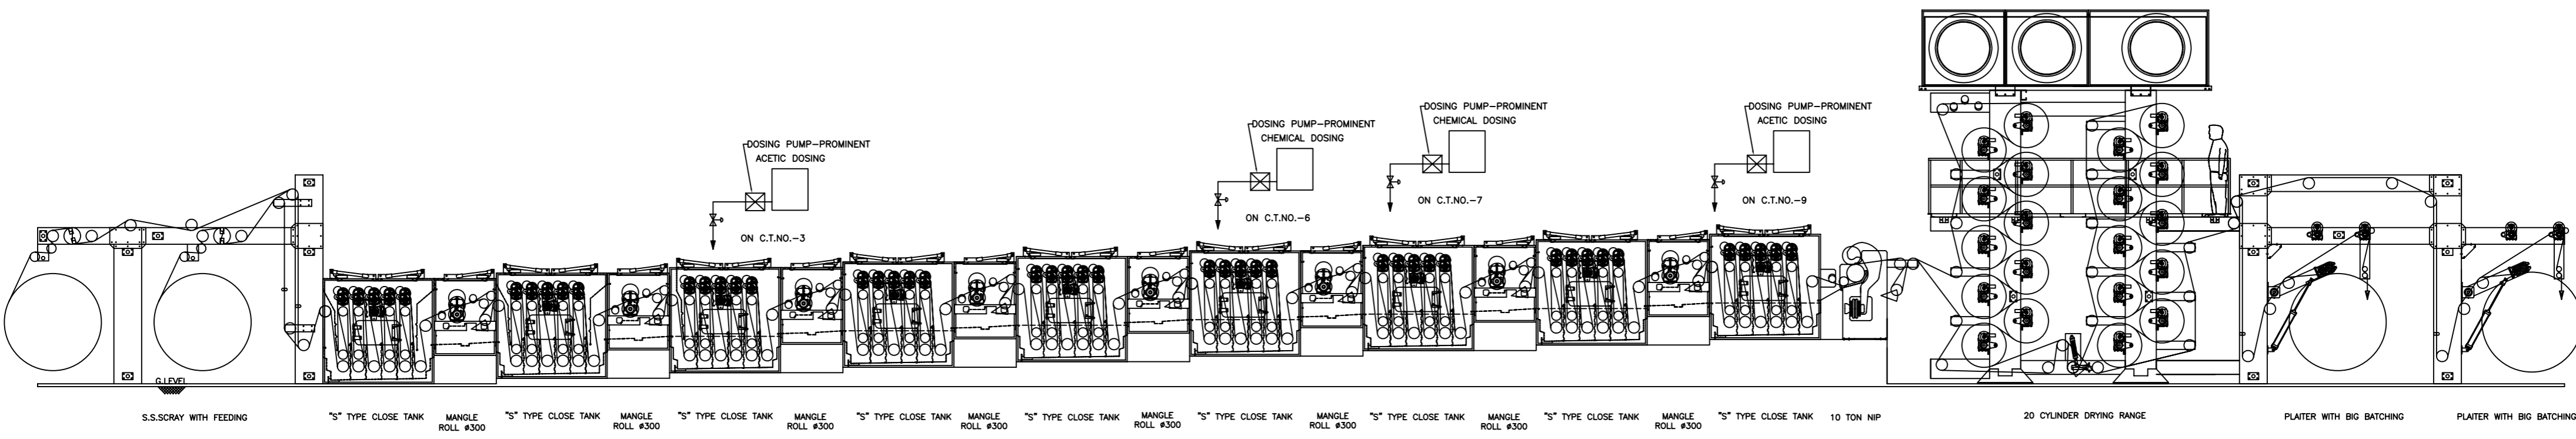 DOSING PUMP-PROMINENT
ACETIC DOSING
ON C.T.NO.-3
DOSING PUMP-PROMINENT
CHEMICAL DOSING
ON C.T.NO.-6
DOSING PUMP-PROMINENT
CHEMICAL DOSING
ON C.T.NO.-7
DOSING PUMP-PROMINENT
ACETIC DOSING
ON C.T.NO.-9
G.LEVEL
S.S.SCRAY WITH FEEDING
"S" TYPE CLOSE TANK
MANGLE
ROLL ø300
"S" TYPE CLOSE TANK
MANGLE
ROLL ø300
"S" TYPE CLOSE TANK
MANGLE
ROLL ø300
"S" TYPE CLOSE TANK
MANGLE
ROLL ø300
"S" TYPE CLOSE TANK
MANGLE
ROLL ø300
"S" TYPE CLOSE TANK
MANGLE
ROLL ø300
"S" TYPE CLOSE TANK
MANGLE
ROLL ø300
"S" TYPE CLOSE TANK
MANGLE
ROLL ø300
"S" TYPE CLOSE TANK
10 TON NIP
20 CYLINDER DRYING RANGE
PLAITER WITH BIG BATCHING
PLAITER WITH BIG BATCHING